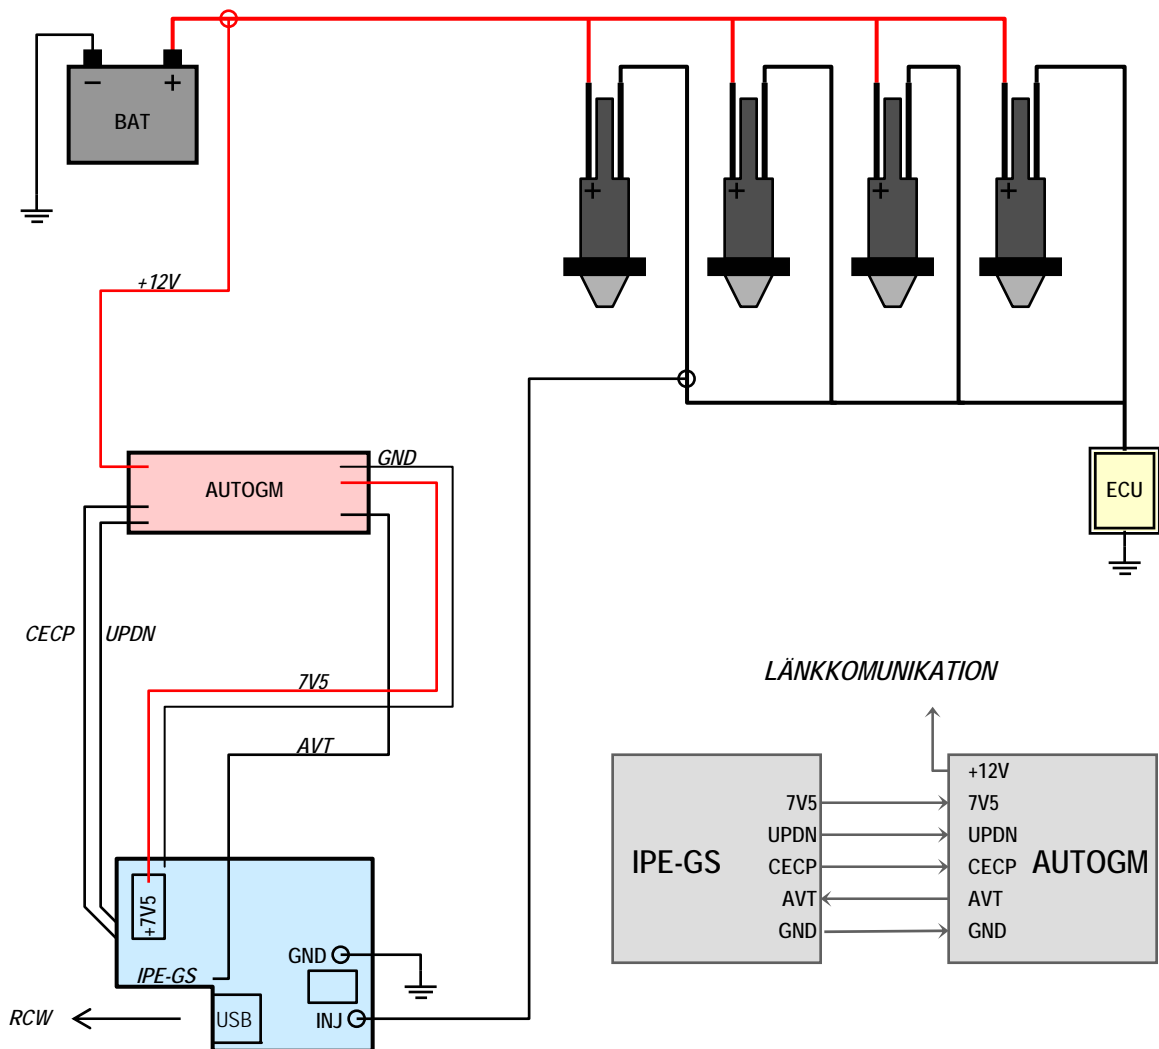 − +
BAT
+ + + +
+12V
GND
AUTOGM
ECU
CECP UPDN
7V5
LÄNKKOMUNIKATION
AVT
+12V
7V5 7V5
UPDN UPDN
IPE-GS CECP CECP AUTOGM
AVT AVT
GND GND
+7V5
GND
IPE-GS
RCW USB INJ